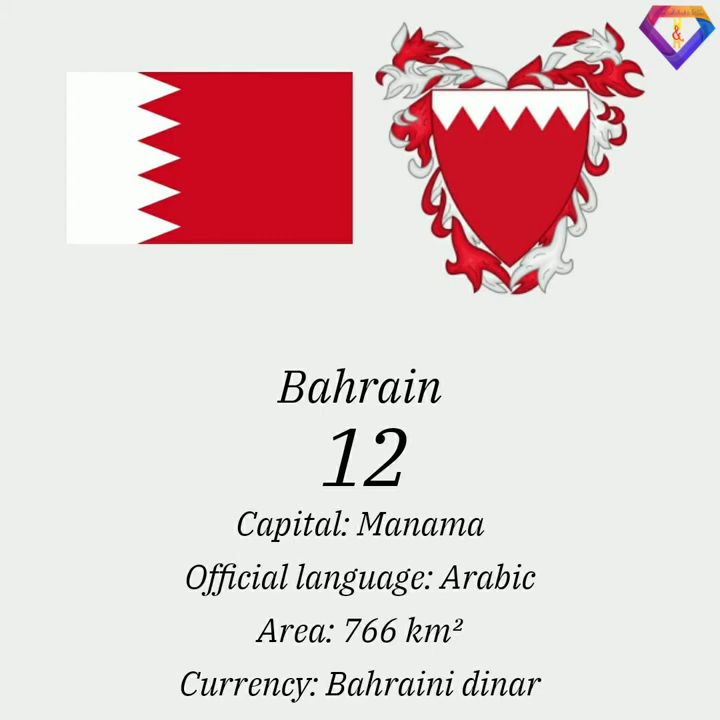 Bahrain
12
Capital: Manama
Official language: Arabic
Area: 766 km²
Currency: Bahraini dinar